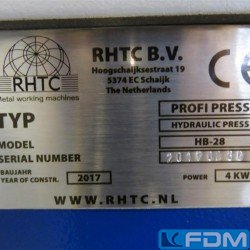 RHTC
Metal working machines
RHTC B.V.
Hoogschaijksestraat 19
5374 EC Schaijk
The Netherlands
TYP
PROFI PRESS
HYDRAULIC PRESS
MODEL
HB-28
SERIAL NUMBER
BAUJAHR
YEAR OF CONSTR.
2017
POWER
4 KW
WWW.RHTC.NL
FDM